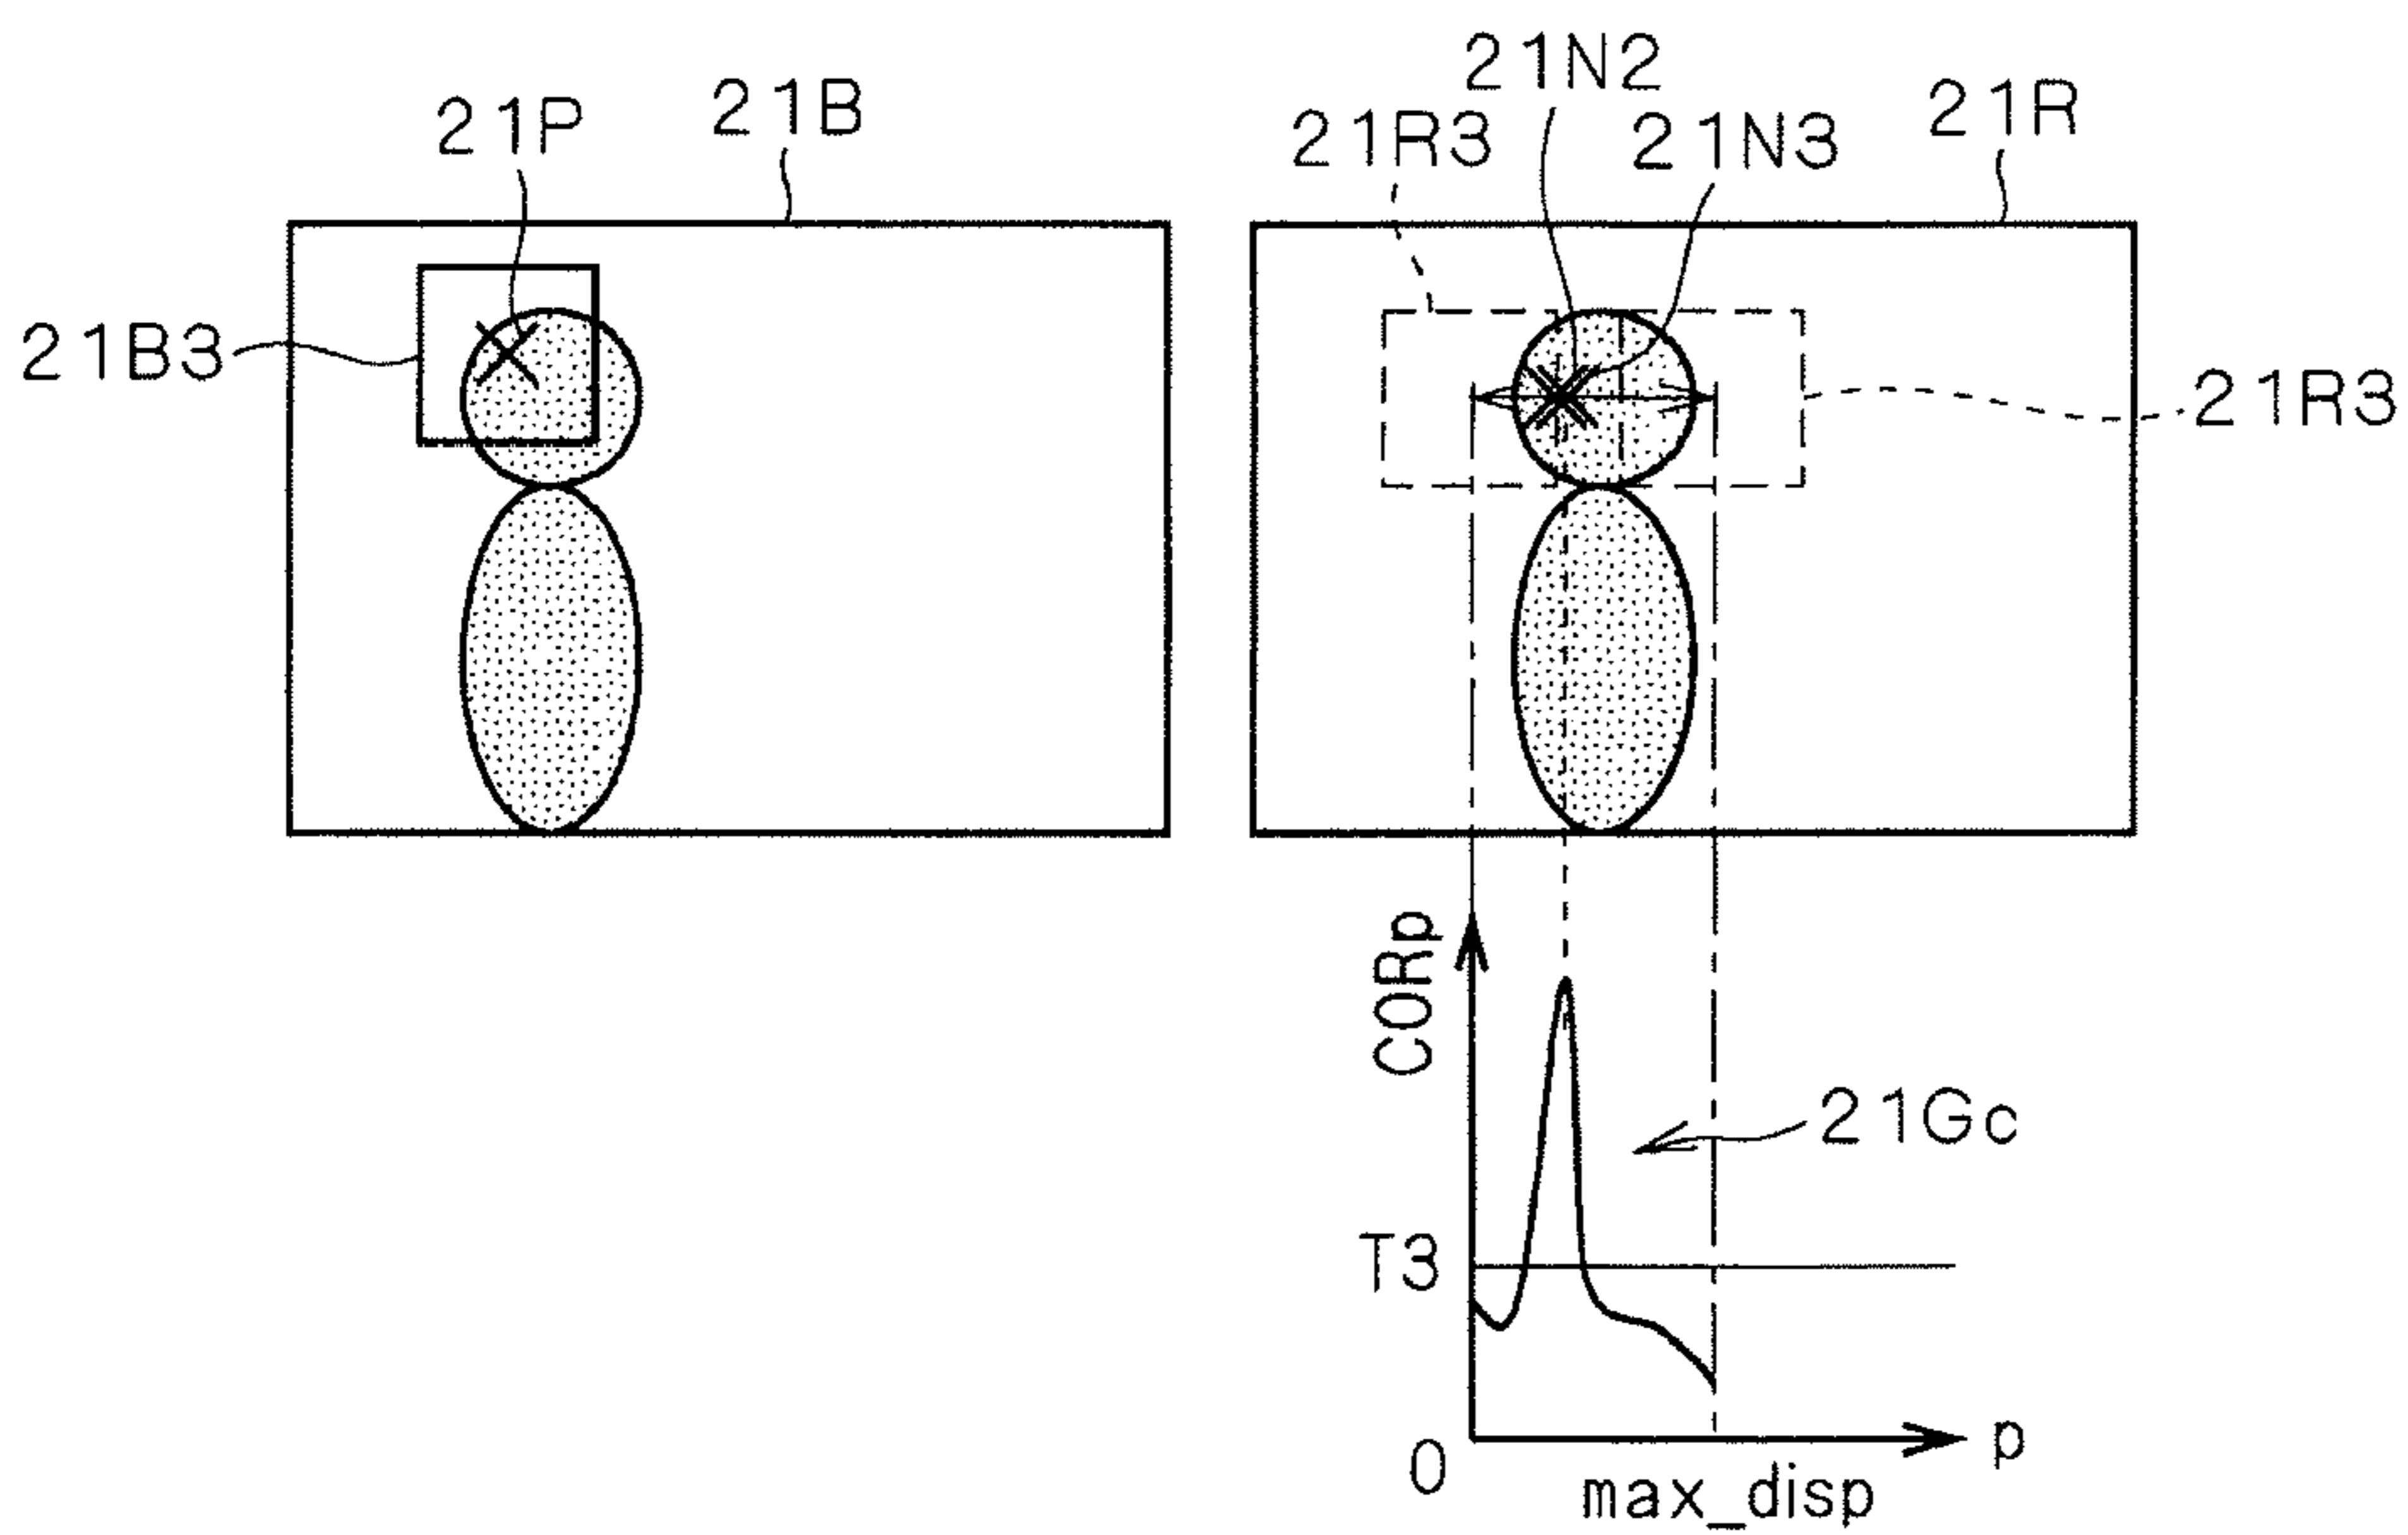 21P
21B
21B3
21N2
21R3
21N3
21R
21R3
CORp
21Gc
T3
0
p
max_disp